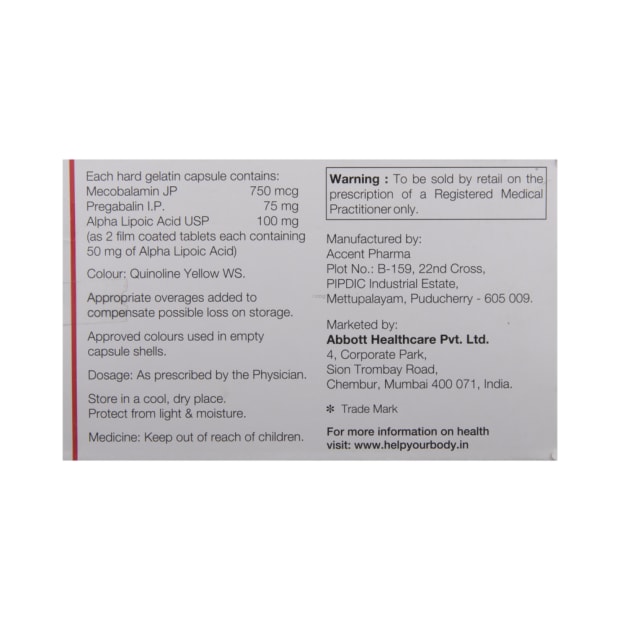 Each hard gelatin capsule contains:
Mecobalamin JP 750 mcg
Pregabalin I.P. 75 mg
Alpha Lipoic Acid USP 100 mg
(as 2 film coated tablets each containing
50 mg of Alpha Lipoic Acid)
Colour: Quinoline Yellow WS.
Appropriate overages added to
compensate possible loss on storage.
Approved colours used in empty
capsule shells.
Dosage: As prescribed by the Physician.
Store in a cool, dry place.
Protect from light & moisture.
Medicine: Keep out of reach of children.
Warning : To be sold by retail on the
prescription of a Registered Medical
Practitioner only.
Manufactured by:
Accent Pharma
Plot No.: B-159, 22nd Cross,
PIPDIC Industrial Estate,
Mettupalayam, Puducherry - 605 009.
Marketed by:
Abbott Healthcare Pvt. Ltd.
4, Corporate Park,
Sion Trombay Road,
Chembur, Mumbai 400 071, India.
✻ Trade Mark
For more information on health
visit: www.helpyourbody.in